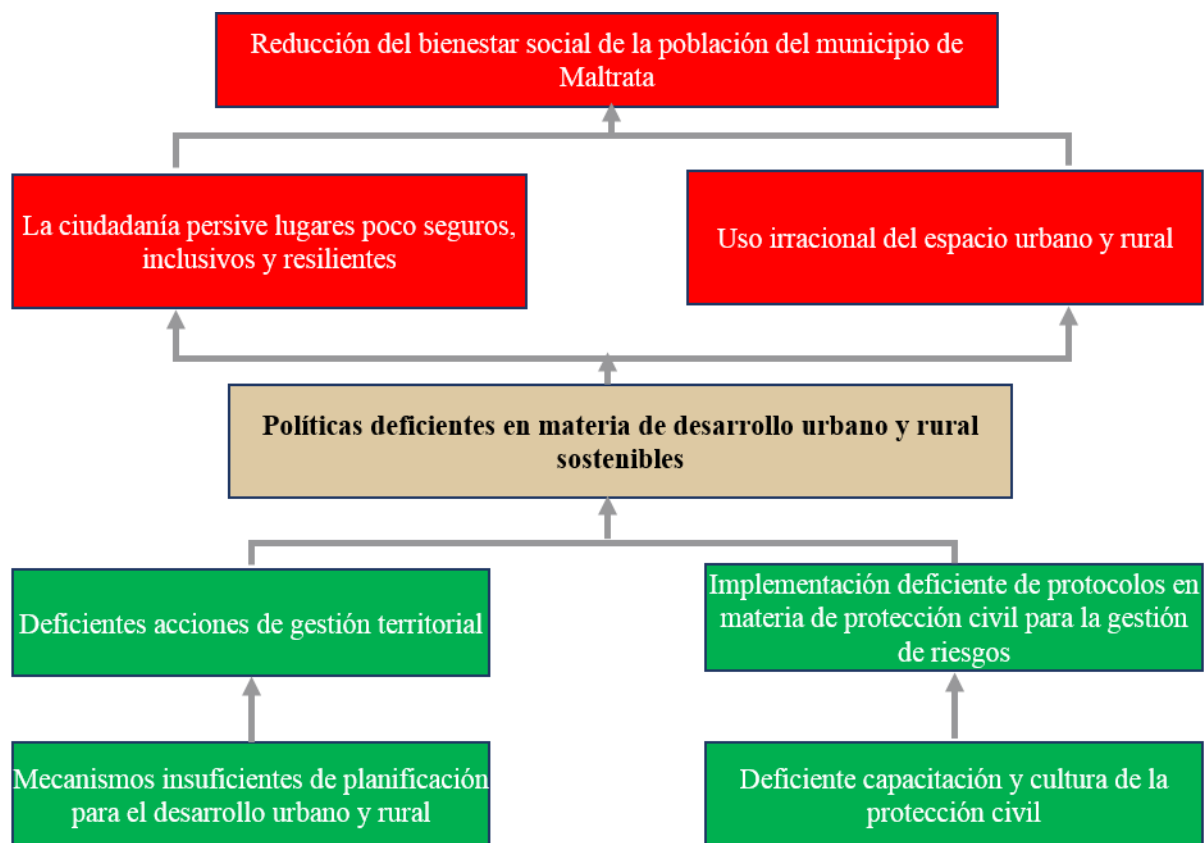 Reducción del bienestar social de la población del municipio de
Maltrata
La ciudadanía persive lugares poco seguros,
inclusivos y resilientes
Uso irracional del espacio urbano y rural
Políticas deficientes en materia de desarrollo urbano y rural
sostenibles
Deficientes acciones de gestión territorial
Implementación deficiente de protocolos en
materia de protección civil para la gestión
de riesgos
Mecanismos insuficientes de planificación
para el desarrollo urbano y rural
Deficiente capacitación y cultura de la
protección civil